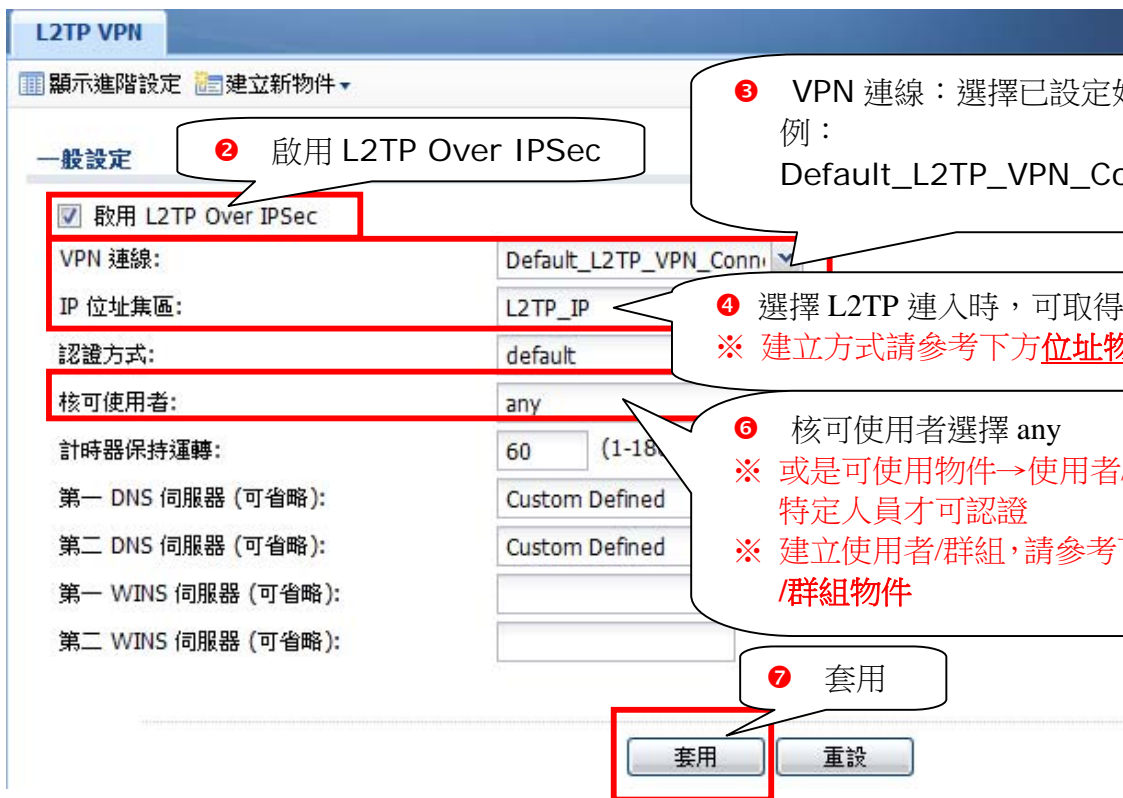 L2TP VPN
顯示進階設定 建立新物件
❸ VPN 連線：選擇已設定
例：
Default_L2TP_VPN_Co
一般設定
❷ 啟用 L2TP Over IPSec
啟用 L2TP Over IPSec
VPN 連線: Default_L2TP_VPN_Conn
IP 位址集區: L2TP_IP
❹ 選擇 L2TP 連入時，可取得
※ 建立方式請參考下方位址物
認證方式: default
核可使用者: any
❻ 核可使用者選擇 any
※ 或是可使用物件→使用者/
特定人員才可認證
※ 建立使用者/群組，請參考下
/群組物件
計時器保持運轉: 60 (1-180
第一 DNS 伺服器 (可省略): Custom Defined
第二 DNS 伺服器 (可省略): Custom Defined
第一 WINS 伺服器 (可省略):
第二 WINS 伺服器 (可省略):
❼ 套用
套用 重設